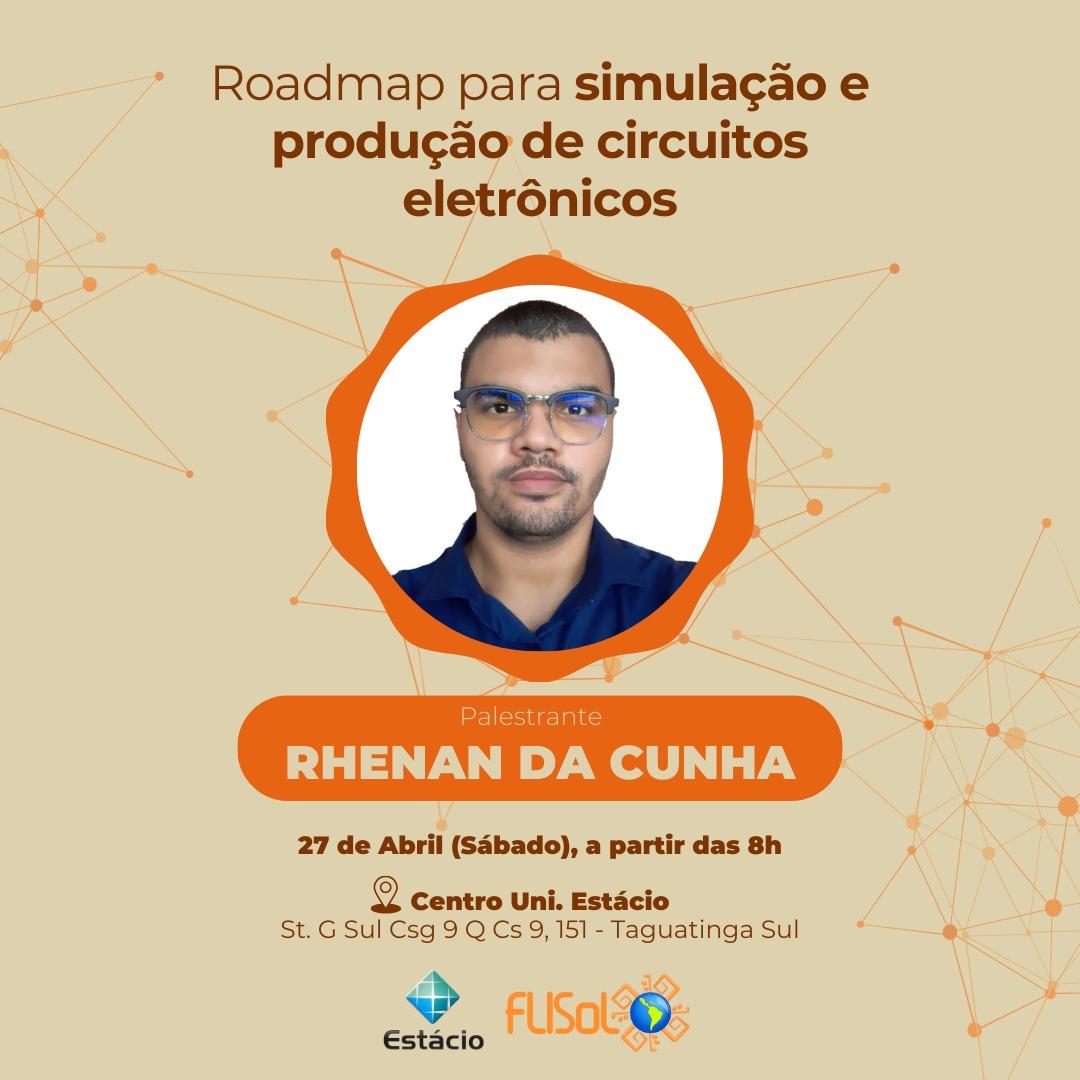 Roadmap para simulação e
produção de circuitos
eletrônicos
Palestrante
RHENAN DA CUNHA
27 de Abril (Sábado), a partir das 8h
Centro Uni. Estácio
St. G Sul Csg 9 Q Cs 9, 151 - Taguatinga Sul
Estácio
FLISol